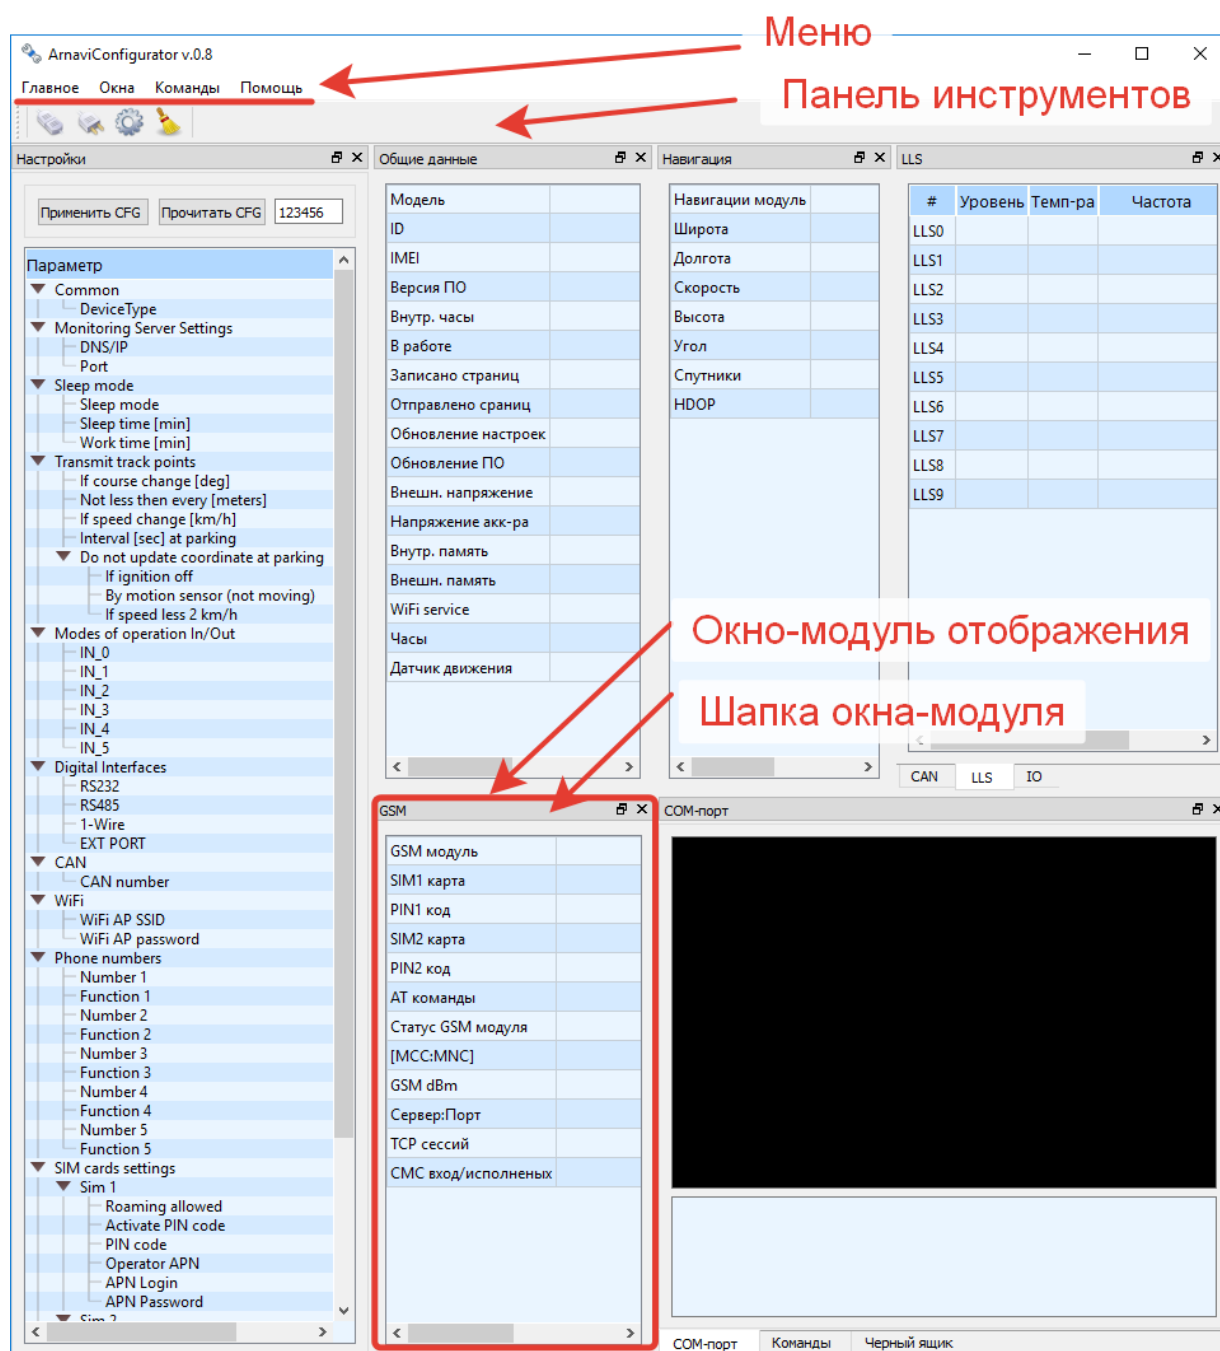 Меню
ArnaviConfigurator v.0.8
Главное Окна Команды Помощь
Панель инструментов
Настройки
Применить CFG Прочитать CFG 123456
Параметр
Common
DeviceType
Monitoring Server Settings
DNS/IP
Port
Sleep mode
Sleep mode
Sleep time [min]
Work time [min]
Transmit track points
If course change [deg]
Not less then every [meters]
If speed change [km/h]
Interval [sec] at parking
Do not update coordinate at parking
If ignition off
By motion sensor (not moving)
If speed less 2 km/h
Modes of operation In/Out
IN_0
IN_1
IN_2
IN_3
IN_4
IN_5
Digital Interfaces
RS232
RS485
1-Wire
EXT PORT
CAN
CAN number
WiFi
WiFi AP SSID
WiFi AP password
Phone numbers
Number 1
Function 1
Number 2
Function 2
Number 3
Function 3
Number 4
Function 4
Number 5
Function 5
SIM cards settings
Sim 1
Roaming allowed
Activate PIN code
PIN code
Operator APN
APN Login
APN Password
Sim 2
Общие данные
Модель
ID
IMEI
Версия ПО
Внутр. часы
В работе
Записано страниц
Отправлено сраниц
Обновление настроек
Обновление ПО
Внешн. напряжение
Напряжение акк-ра
Внутр. память
Внешн. память
WiFi service
Часы
Датчик движения
Навигация
Навигации модуль
Широта
Долгота
Скорость
Высота
Угол
Спутники
HDOP
LLS
# Уровень Темп-ра Частота
LLS0
LLS1
LLS2
LLS3
LLS4
LLS5
LLS6
LLS7
LLS8
LLS9
Окно-модуль отображения
Шапка окна-модуля
CAN LLS IO
GSM
GSM модуль
SIM1 карта
PIN1 код
SIM2 карта
PIN2 код
АТ команды
Статус GSM модуля
[MCC:MNC]
GSM dBm
Сервер:Порт
TCP сессий
СМС вход/исполненых
COM-порт
COM-порт Команды Черный ящик